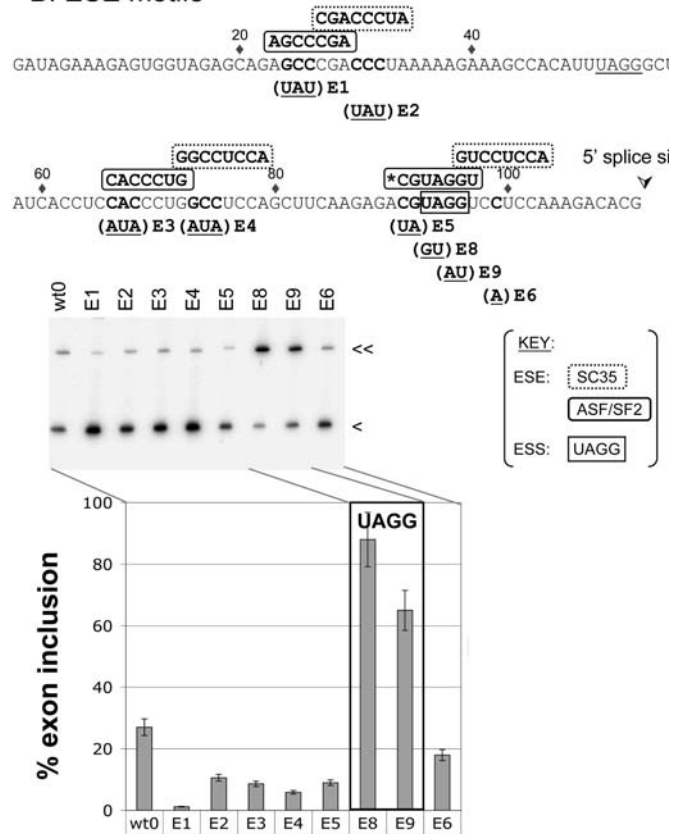 motifs
CGACCCUA
AGCCCGA
20 40
GAUAGAAAGAGUGGUAGAGCAGAGCCCGACCCUAAAAAGAAAGCCACAUUUAGGGCU
(UAU) E1
(UAU) E2
GGCCUCCA GUCCUCCA 5' splice si
60 CACCCUG 80 *CGUAGGU 100
AUCACCUCCACCCUGGCCUCCAGCUUCAAGAGACGUAGGUCCUCCAAAGACACG
(AUA) E3 (AUA) E4 (UA) E5
(GU) E8
(AU) E9
(A) E6
wt0 E1 E2 E3 E4 E5 E8 E9 E6
<<
<
KEY:
ESE: SC35
ASF/SF2
ESS: UAGG
% exon inclusion
100
80
60
40
20
0
UAGG
wt0 E1 E2 E3 E4 E5 E8 E9 E6